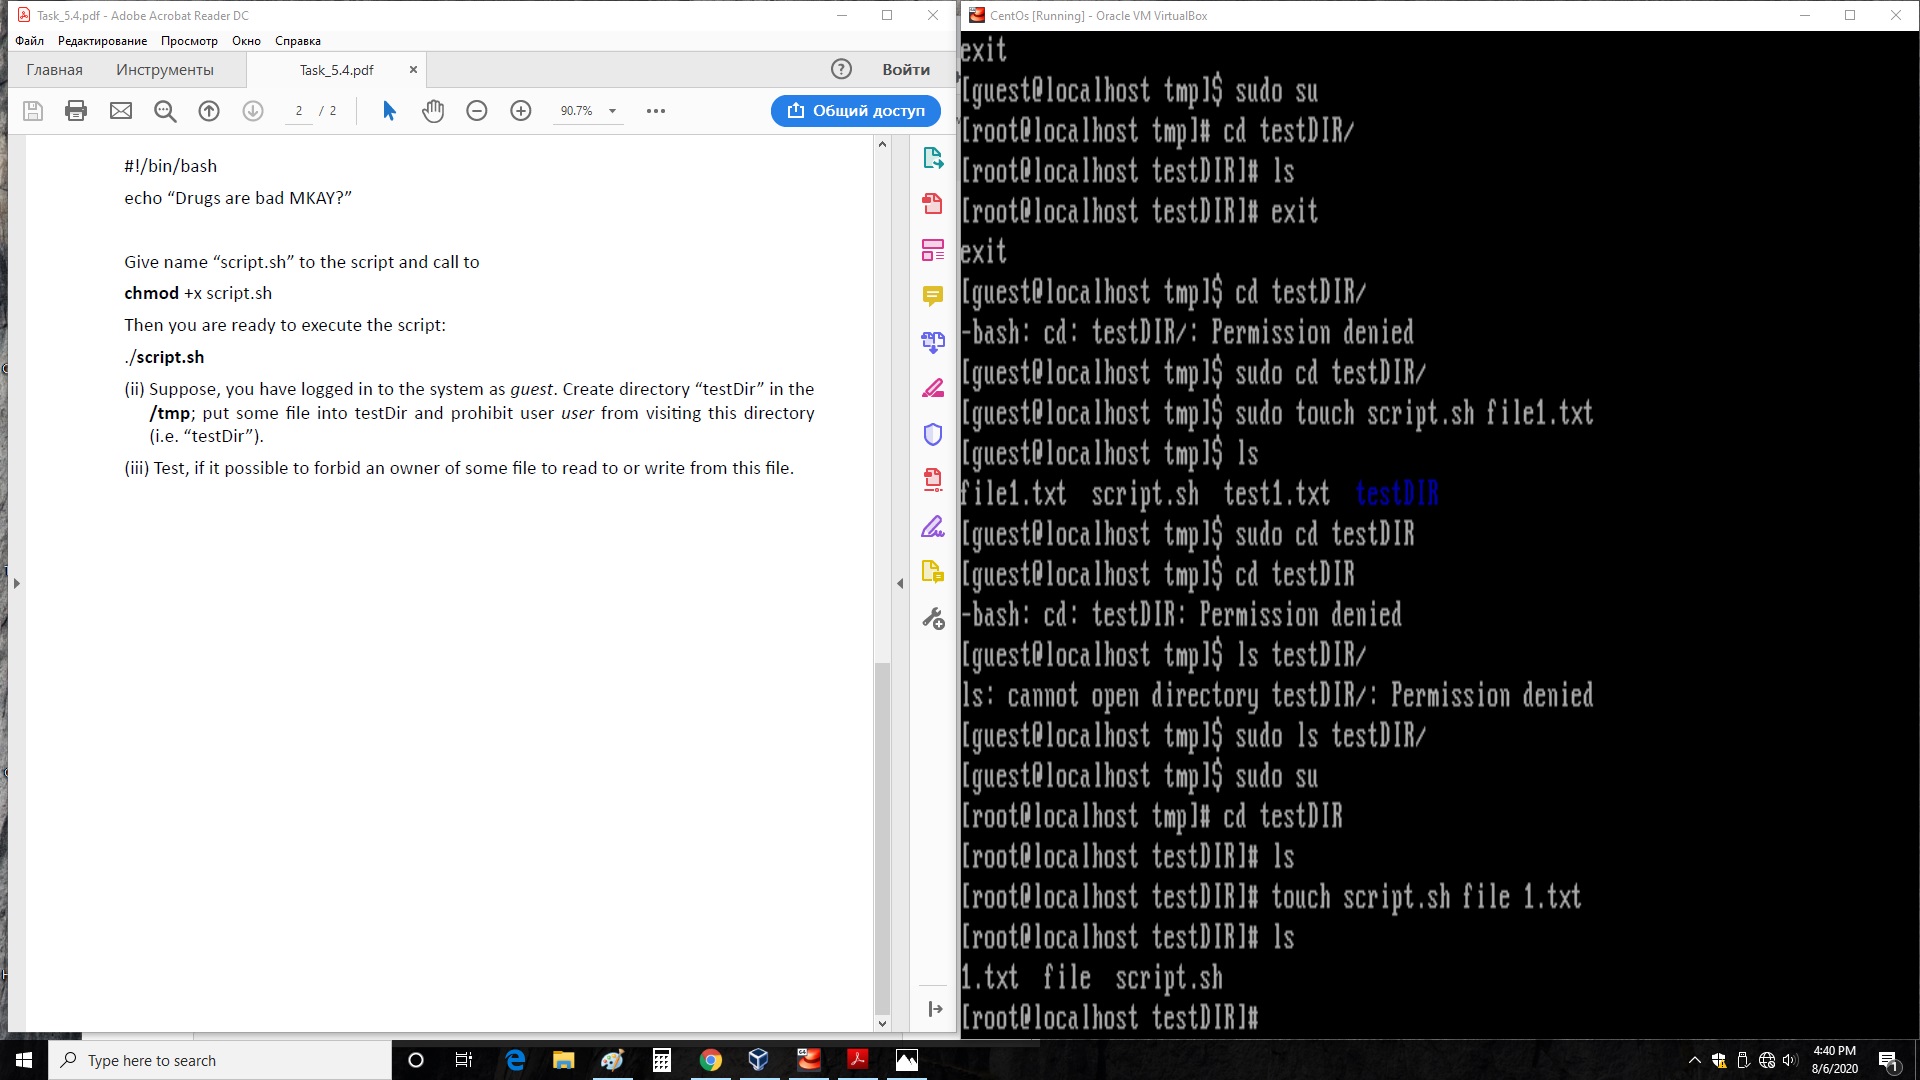 Task_5.4.pdf - Adobe Acrobat Reader DC
Файл Редактирование Просмотр Окно Справка
Главная Инструменты Task_5.4.pdf × ? Войти
2 / 2 90.7% Общий доступ
#!/bin/bash
echo “Drugs are bad MKAY?”
Give name “script.sh” to the script and call to
chmod +x script.sh
Then you are ready to execute the script:
./script.sh
(ii) Suppose, you have logged in to the system as guest. Create directory “testDir” in the
/tmp; put some file into testDir and prohibit user user from visiting this directory
(i.e. “testDir”).
(iii) Test, if it possible to forbid an owner of some file to read to or write from this file.
CentOs [Running] - Oracle VM VirtualBox
exit
[guest@localhost tmp]$ sudo su
[root@localhost tmp]# cd testDIR/
[root@localhost testDIR]# ls
[root@localhost testDIR]# exit
exit
[guest@localhost tmp]$ cd testDIR/
-bash: cd: testDIR/: Permission denied
[guest@localhost tmp]$ sudo cd testDIR/
[guest@localhost tmp]$ sudo touch script.sh file1.txt
[guest@localhost tmp]$ ls
file1.txt script.sh test1.txt testDIR
[guest@localhost tmp]$ sudo cd testDIR
[guest@localhost tmp]$ cd testDIR
-bash: cd: testDIR: Permission denied
[guest@localhost tmp]$ ls testDIR/
ls: cannot open directory testDIR/: Permission denied
[guest@localhost tmp]$ sudo ls testDIR/
[guest@localhost tmp]$ sudo su
[root@localhost tmp]# cd testDIR
[root@localhost testDIR]# ls
[root@localhost testDIR]# touch script.sh file 1.txt
[root@localhost testDIR]# ls
1.txt file script.sh
[root@localhost testDIR]#
Type here to search
4:40 PM
8/6/2020
1